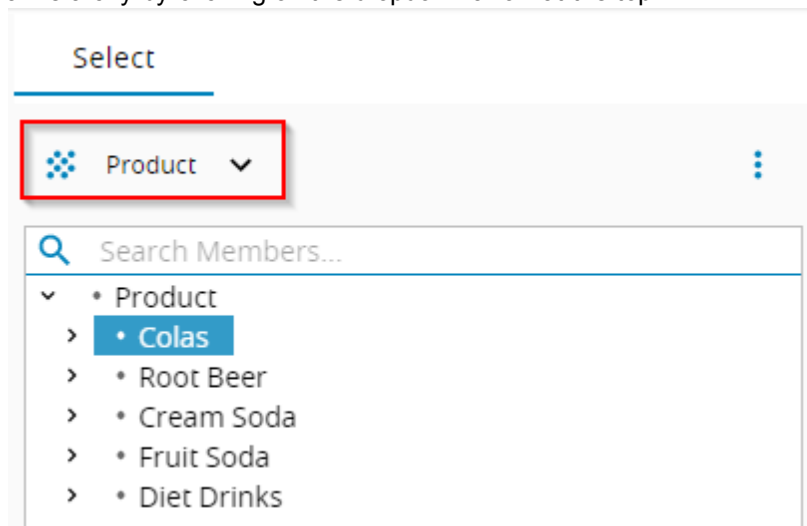 Select
Product
Search Members...
Product
Colas
Root Beer
Cream Soda
Fruit Soda
Diet Drinks